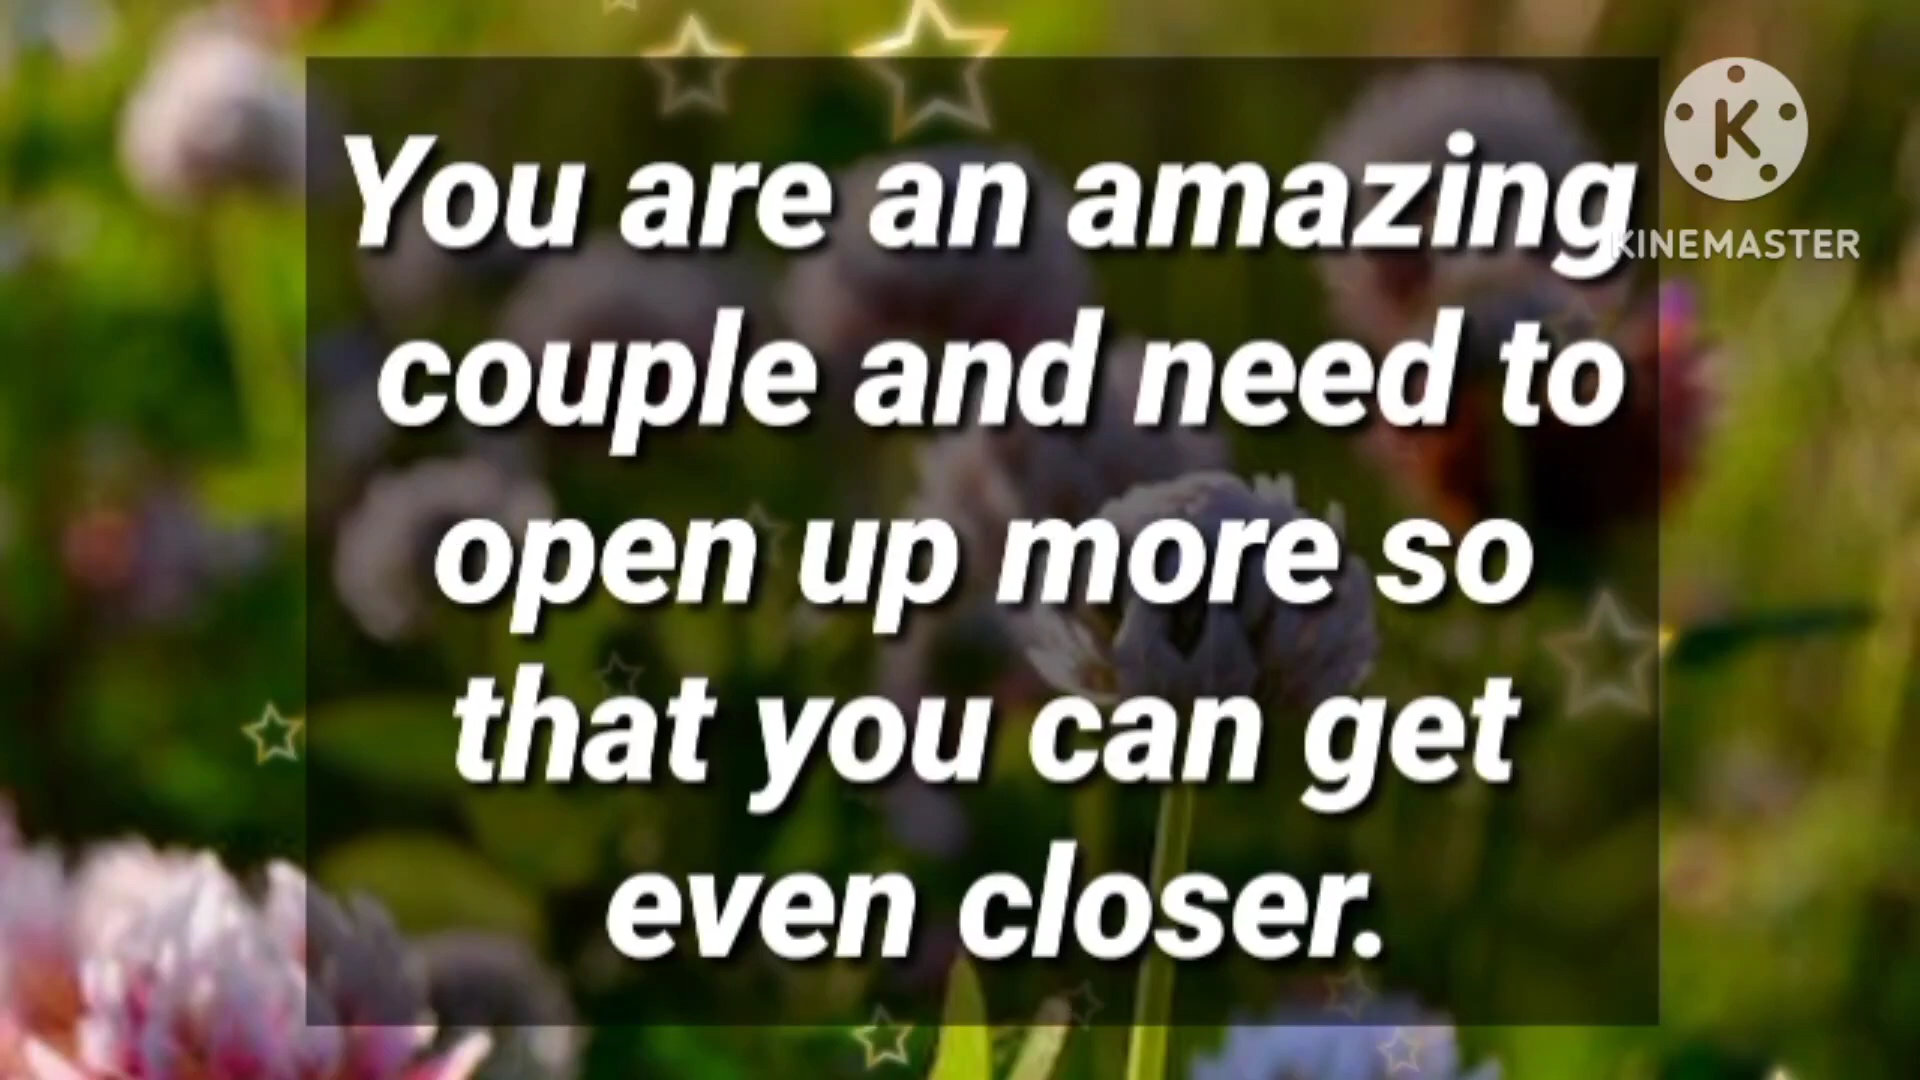 You are an amazing
couple and need to
open up more so
that you can get
even closer.
K
KINEMASTER